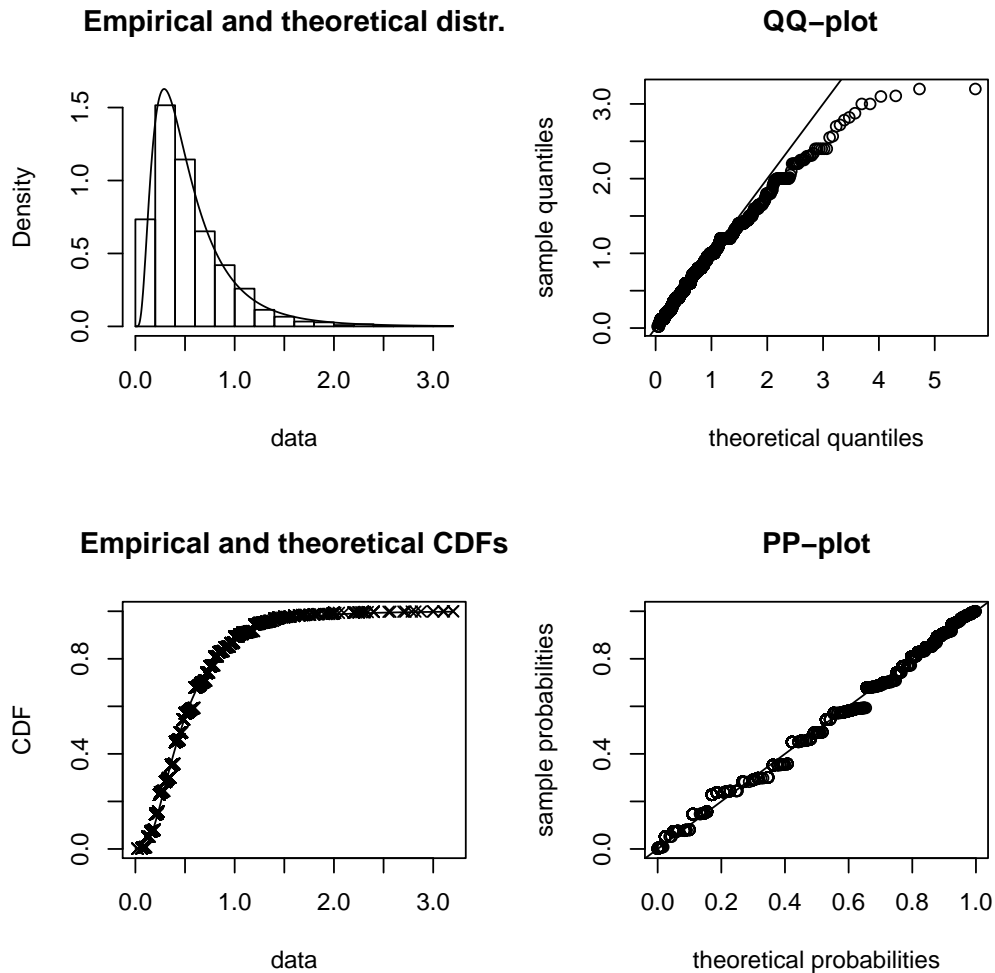 Empirical and theoretical distr.
Density
0.0 0.5 1.0 1.5
0.0 1.0 2.0 3.0
data
QQ−plot
sample quantiles
0.0 1.0 2.0 3.0
0 1 2 3 4 5
theoretical quantiles
Empirical and theoretical CDFs
CDF
0.0 0.4 0.8
0.0 1.0 2.0 3.0
data
PP−plot
sample probabilities
0.0 0.4 0.8
0.0 0.2 0.4 0.6 0.8 1.0
theoretical probabilities